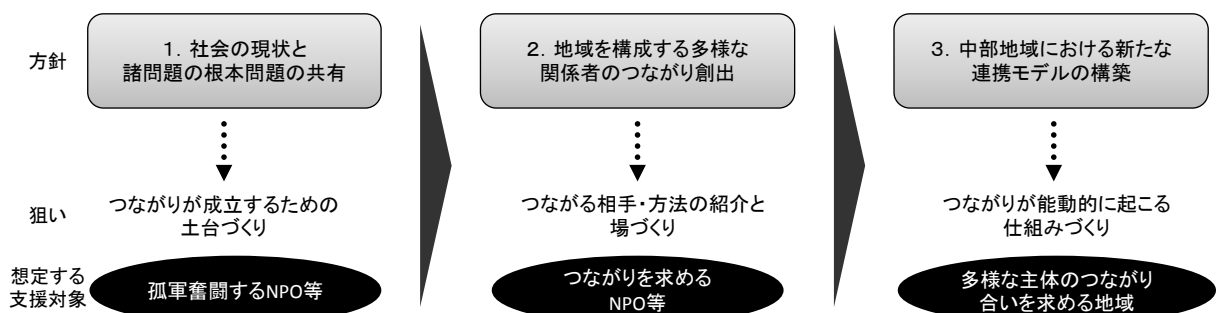 方針
1. 社会の現状と
諸問題の根本問題の共有
2. 地域を構成する多様な
関係者のつながり創出
3. 中部地域における新たな
連携モデルの構築
狙い
つながりが成立するための
土台づくり
つながる相手・方法の紹介と
場づくり
つながりが能動的に起こる
仕組みづくり
想定する
支援対象
孤軍奮闘するNPO等
つながりを求める
NPO等
多様な主体のつながり
合いを求める地域